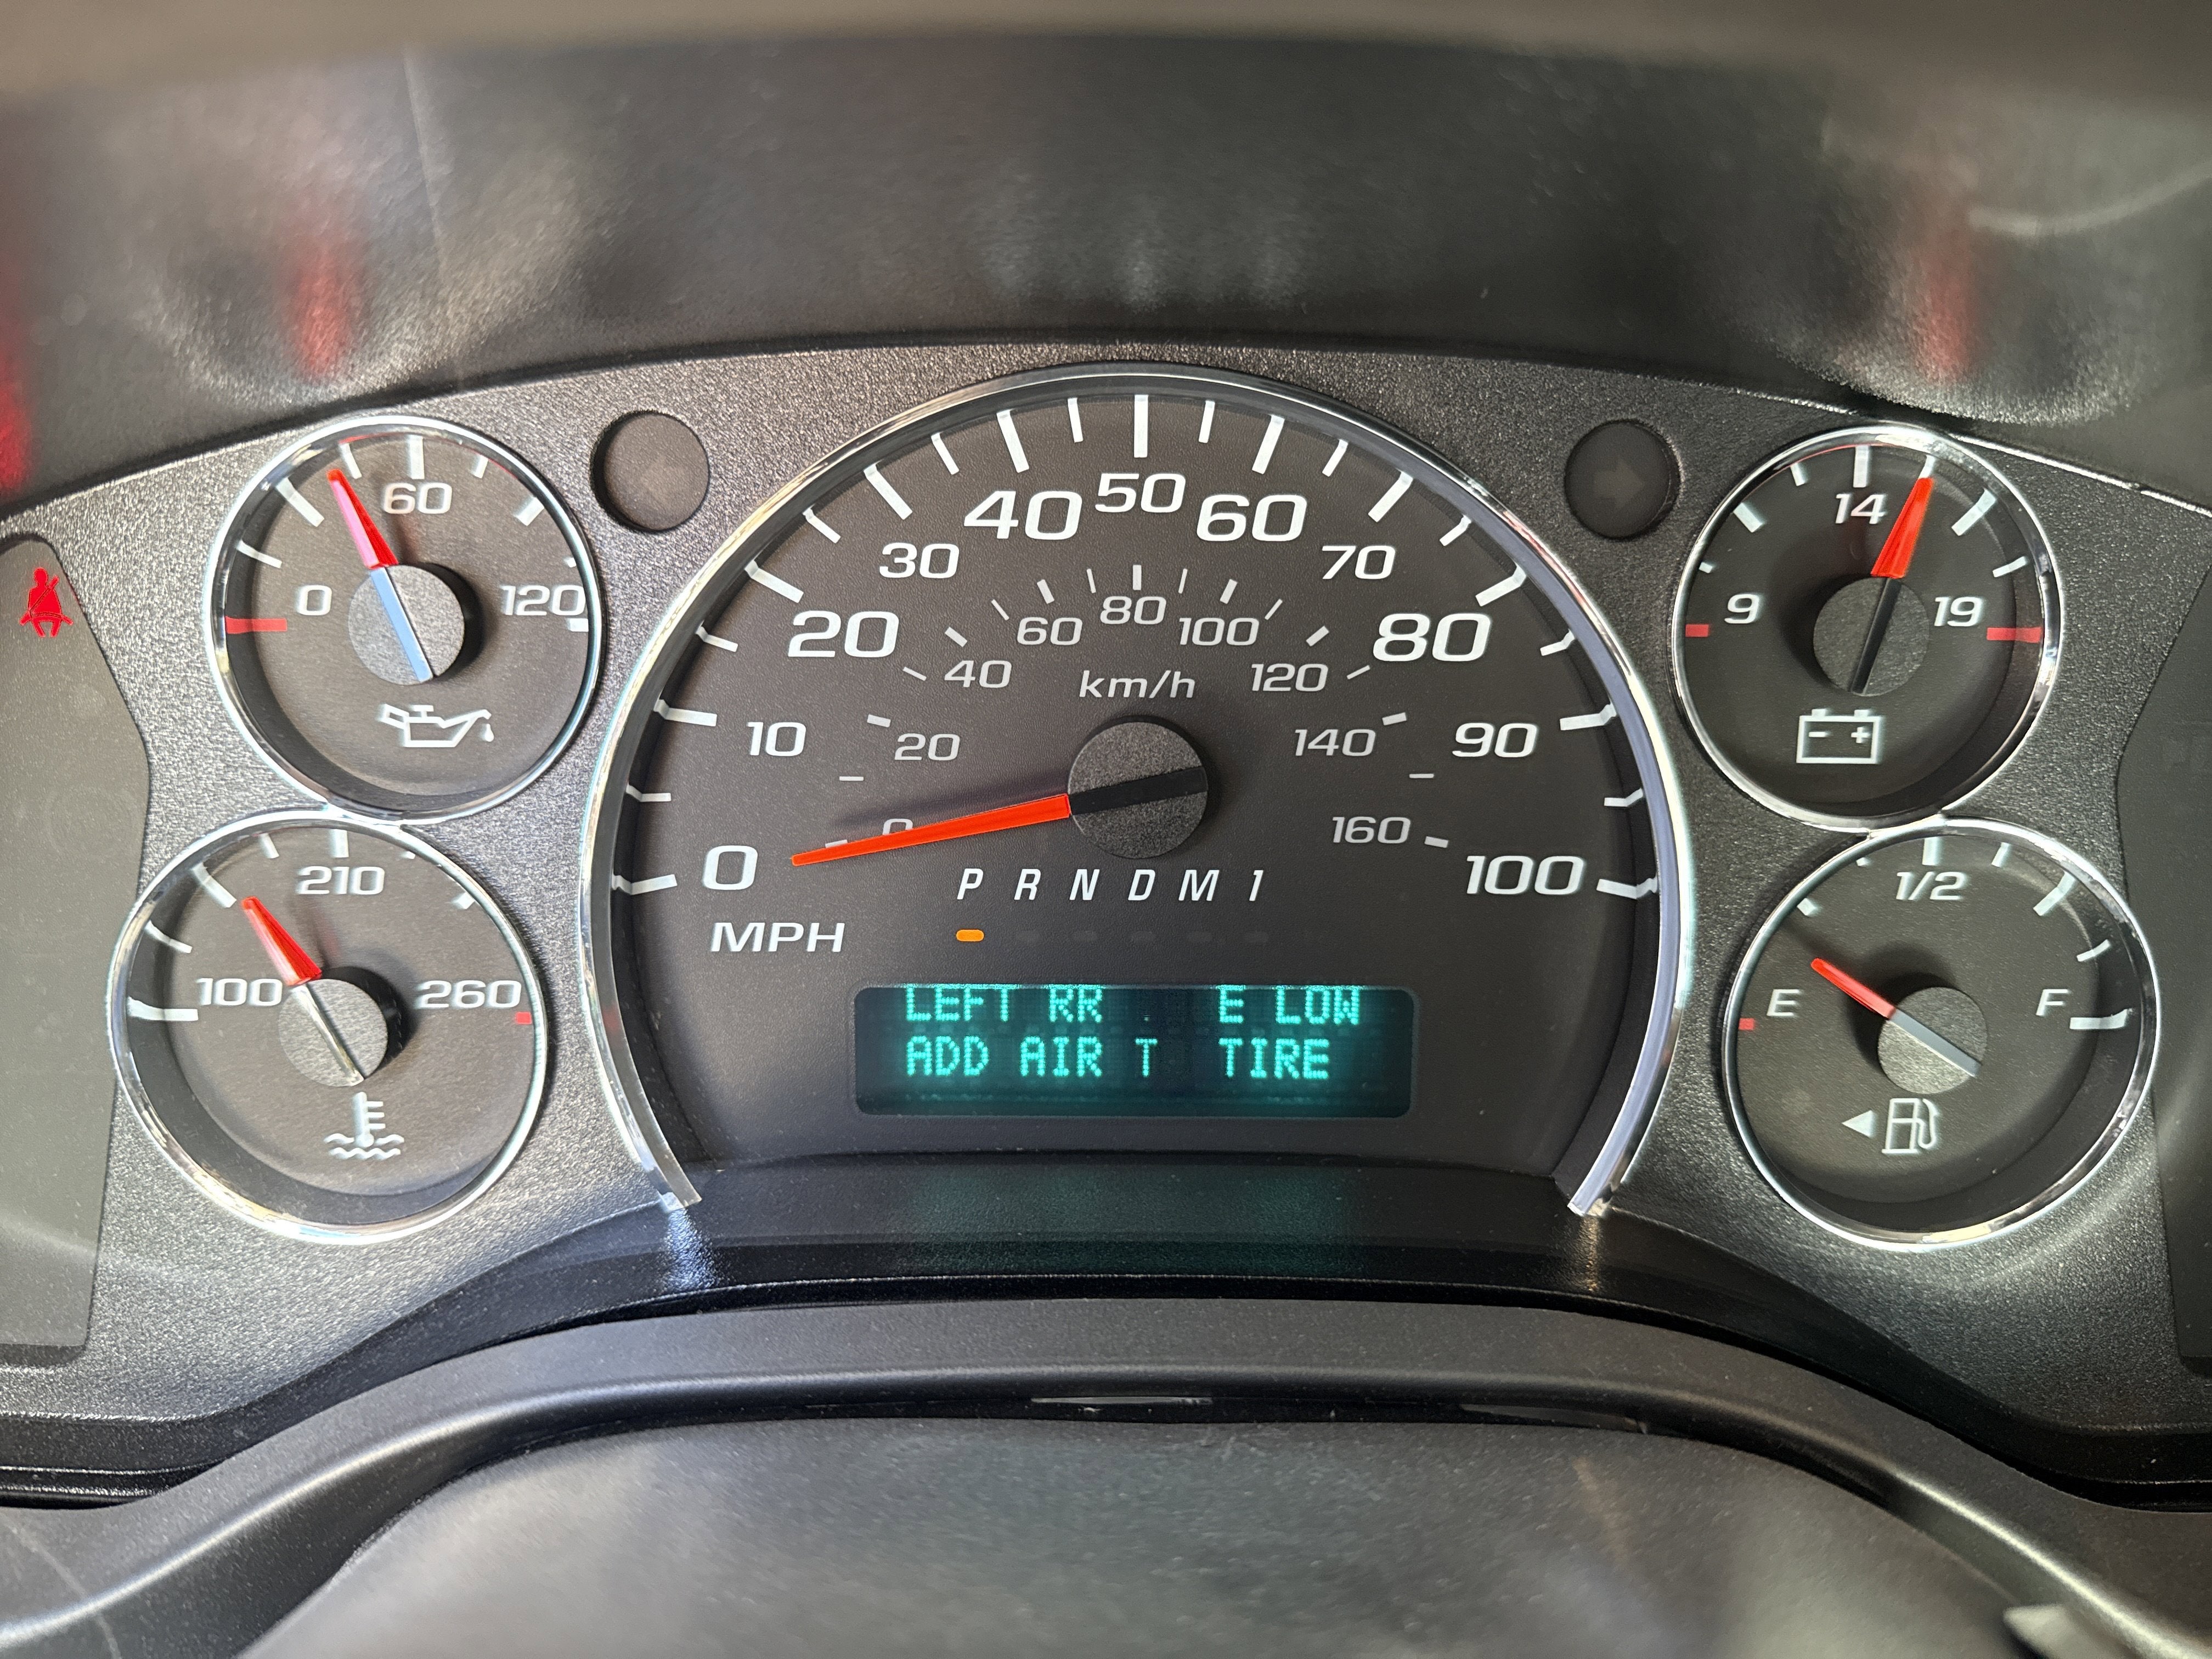 60
0 120
210
100 260
40 50 60
30 70
20 80
10 90
0 100
MPH
60 80 100
40 120
km/h
20 140
0 160
P R N D M 1
LEFT RR E LOW
ADD AIR T TIRE
14
9 19
1/2
E F